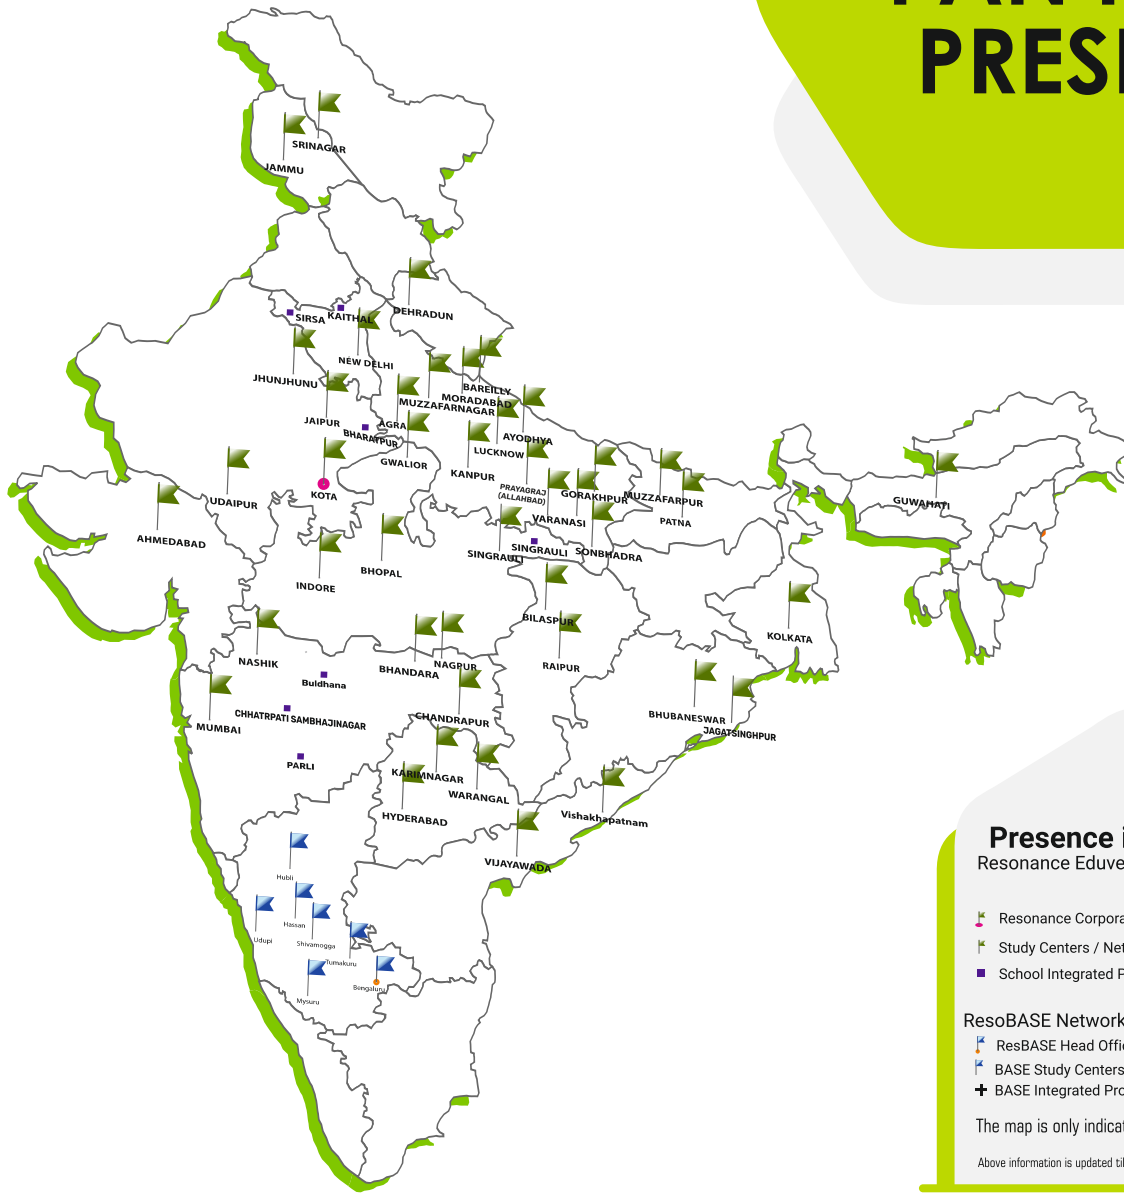 PRES
SRINAGAR
JAMMU
DEHRADUN
SIRSA
KAITHAL
NEW DELHI
JHUNJHUNU
BAREILLY
MORADABAD
MUZZAFARNAGAR
JAIPUR
AGRA
BHARATPUR
AYODHYA
LUCKNOW
GWALIOR
KANPUR
KOTA
UDAIPUR
PRAYAGRAJ
(ALLAHBAD)
GORAKHPUR
MUZZAFARPUR
GUWAHATI
VARANASI
PATNA
AHMEDABAD
SINGRAULI
SINGRAULI
SONBHADRA
BHOPAL
INDORE
BILASPUR
KOLKATA
NASHIK
BHANDARA
NAGPUR
RAIPUR
Buldhana
CHHATRPATI SAMBHAJINAGAR
CHANDRAPUR
BHUBANESWAR
MUMBAI
JAGATSINGHPUR
PARLI
KARIMNAGAR
WARANGAL
HYDERABAD
Vishakhapatnam
VIJAYAWADA
Hubli
Hassan
Udupi
Shivamogga
Tumakuru
Bengaluru
Mysuru
Presence i
Resonance Eduve
Resonance Corpora
Study Centers / Net
School Integrated P
ResoBASE Network
ResBASE Head Offi
BASE Study Centers
BASE Integrated Pro
The map is only indicat
Above information is updated til